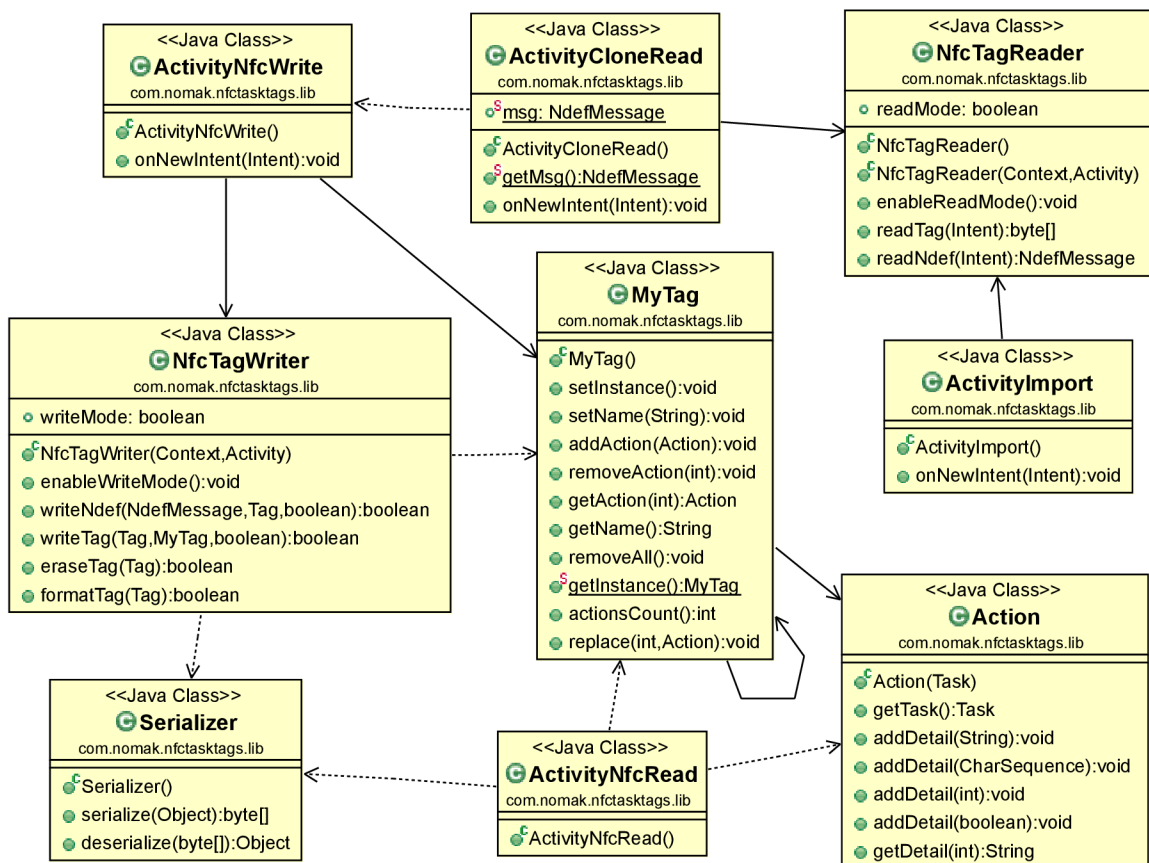 <<Java Class>>
ActivityNfcWrite
com.nomak.nfctasktags.lib
ActivityNfcWrite()
onNewIntent(Intent):void
<<Java Class>>
ActivityCloneRead
com.nomak.nfctasktags.lib
msg: NdefMessage
ActivityCloneRead()
getMsg():NdefMessage
onNewIntent(Intent):void
<<Java Class>>
NfcTagReader
com.nomak.nfctasktags.lib
readMode: boolean
NfcTagReader()
NfcTagReader(Context,Activity)
enableReadMode():void
readTag(Intent):byte[]
readNdef(Intent):NdefMessage
<<Java Class>>
NfcTagWriter
com.nomak.nfctasktags.lib
writeMode: boolean
NfcTagWriter(Context,Activity)
enableWriteMode():void
writeNdef(NdefMessage,Tag,boolean):boolean
writeTag(Tag,MyTag,boolean):boolean
eraseTag(Tag):boolean
formatTag(Tag):boolean
<<Java Class>>
MyTag
com.nomak.nfctasktags.lib
MyTag()
setInstance():void
setName(String):void
addAction(Action):void
removeAction(int):void
getAction(int):Action
getName():String
removeAll():void
getInstance():MyTag
actionsCount():int
replace(int,Action):void
<<Java Class>>
ActivityImport
com.nomak.nfctasktags.lib
ActivityImport()
onNewIntent(Intent):void
<<Java Class>>
Serializer
com.nomak.nfctasktags.lib
Serializer()
serialize(Object):byte[]
deserialize(byte[]):Object
<<Java Class>>
ActivityNfcRead
com.nomak.nfctasktags.lib
ActivityNfcRead()
<<Java Class>>
Action
com.nomak.nfctasktags.lib
Action(Task)
getTask():Task
addDetail(String):void
addDetail(CharSequence):void
addDetail(int):void
addDetail(boolean):void
getDetail(int):String